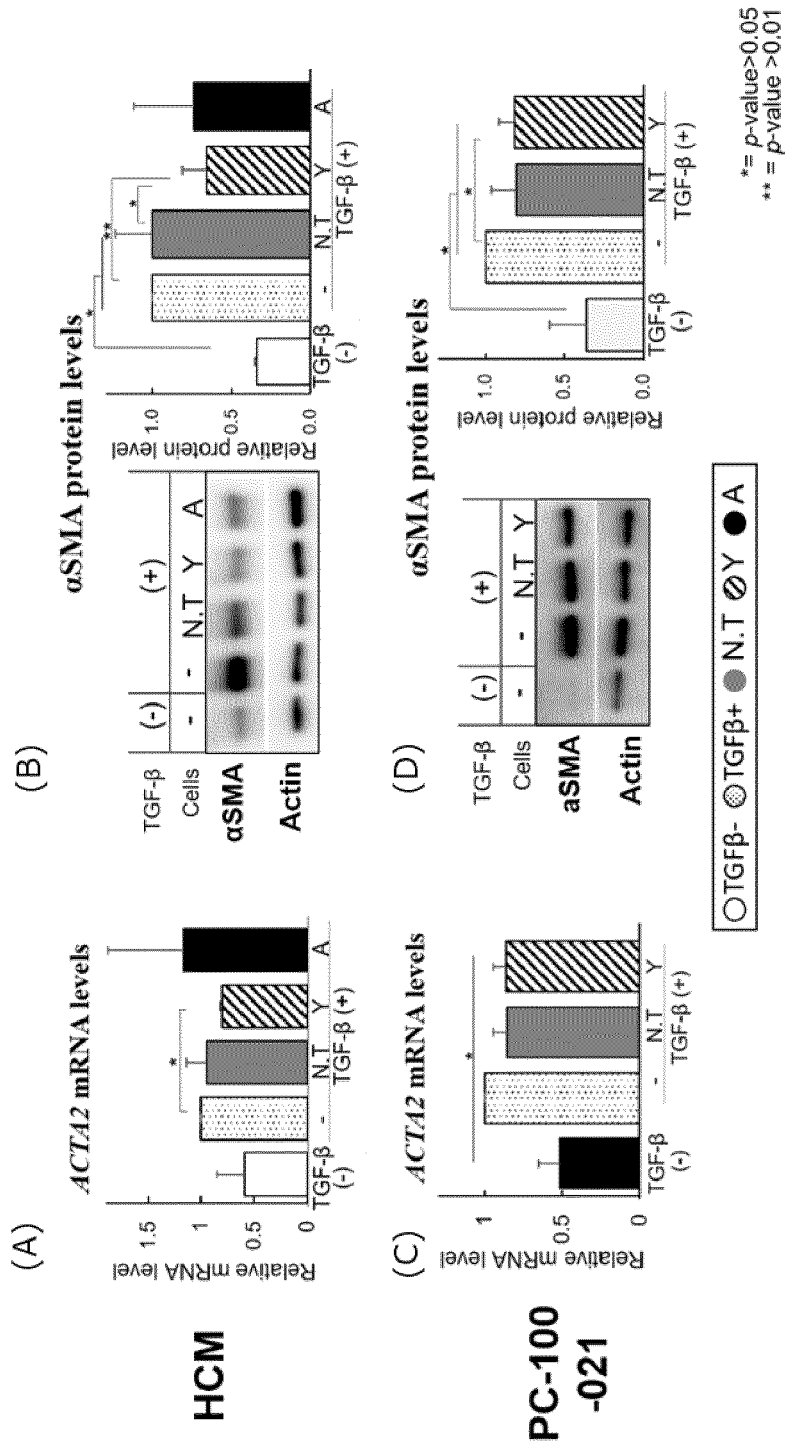 (A)
ACTA2 mRNA levels
HCM
Relative mRNA level
1.5
1
0.5
0
TGF-β
(-)
- N.T Y A
TGF-β (+)
(B)
TGF-β (-) (+)
Cells - - N.T Y A
αSMA
Actin
αSMA protein levels
Relative protein level
1.0
0.5
0.0
* ** *
TGF-β
(-)
- N.T Y A
TGF-β (+)
(C)
ACTA2 mRNA levels
PC-100
-021
Relative mRNA level
1
0.5
0
*
TGF-β
(-)
- N.T Y
TGF-β (+)
(D)
TGF-β (-) (+)
Cells - - N.T Y
aSMA
Actin
αSMA protein levels
Relative protein level
1.0
0.5
0.0
* *
TGF-β
(-)
- N.T Y
TGF-β (+)
TGFβ- TGFβ+ N.T Y A
*= p-value>0.05
** = p-value >0.01